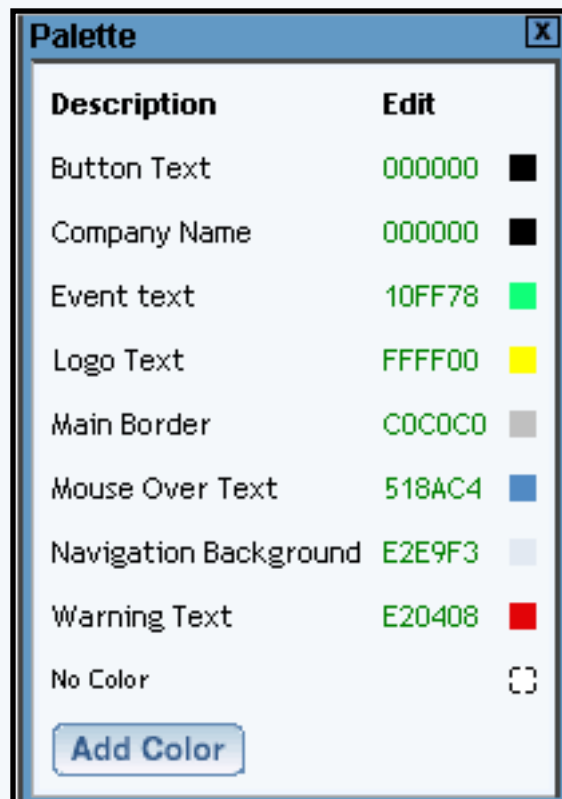 Palette X
Description Edit
Button Text 000000
Company Name 000000
Event text 10FF78
Logo Text FFFF00
Main Border C0C0C0
Mouse Over Text 518AC4
Navigation Background E2E9F3
Warning Text E20408
No Color
Add Color